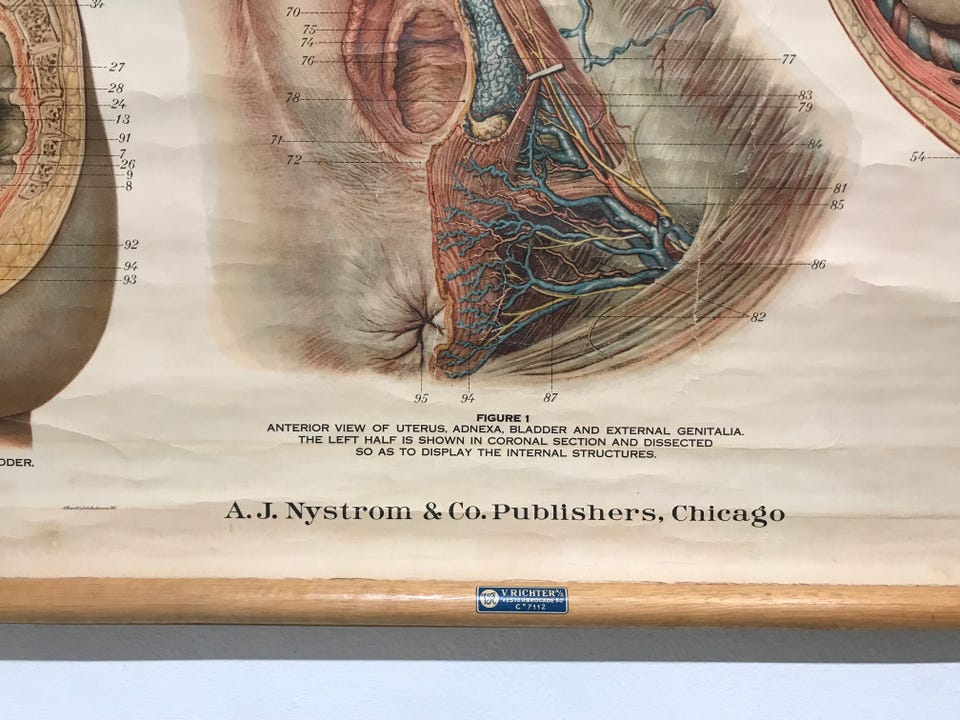 34
27
28
24
13
91
7
26
9
8
92
94
93
70
75
74
76
78
71
72
77
83
79
84
81
85
86
82
54
95 94 87
ODER.
FIGURE 1
ANTERIOR VIEW OF UTERUS, ADNEXA, BLADDER AND EXTERNAL GENITALIA.
THE LEFT HALF IS SHOWN IN CORONAL SECTION AND DISSECTED
SO AS TO DISPLAY THE INTERNAL STRUCTURES.
A. J. Nystrom & Co. Publishers, Chicago
V. RICHTER A/S
VESTERBROGADE
C * 7112